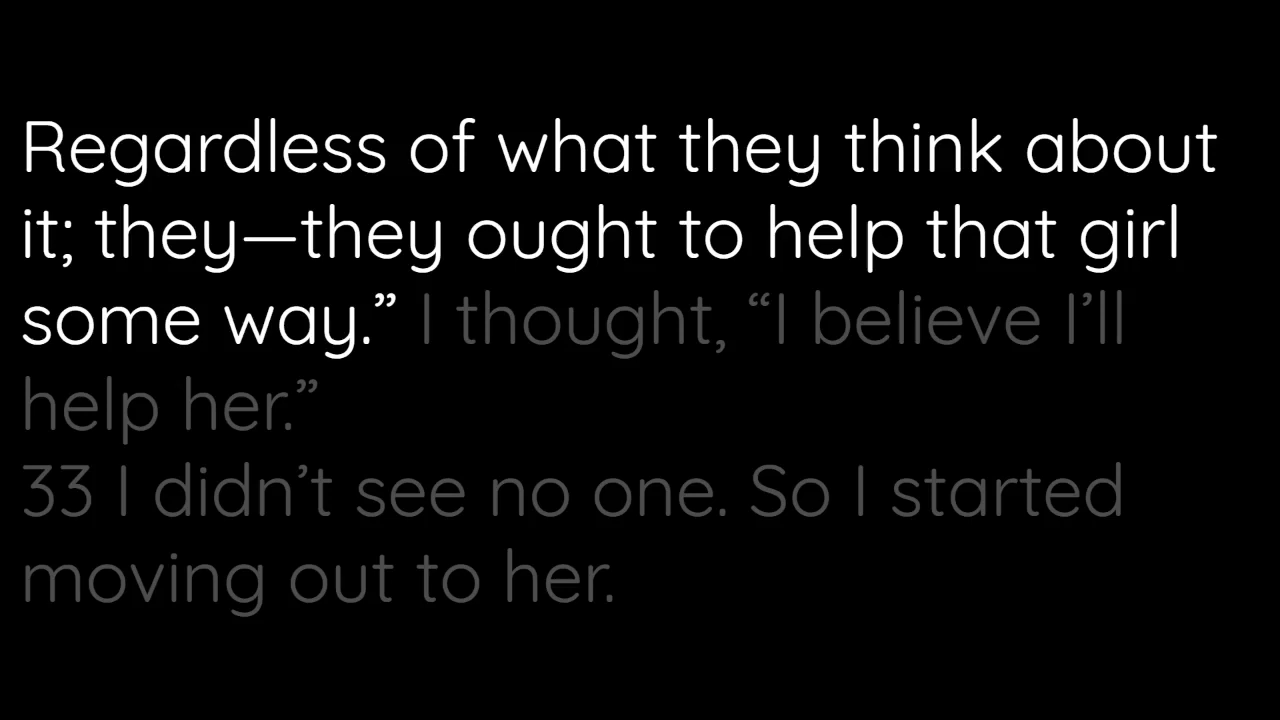 Regardless of what they think about
it; they—they ought to help that girl
some way.” I thought, “I believe I’ll
help her.”
33 I didn’t see no one. So I started
moving out to her.